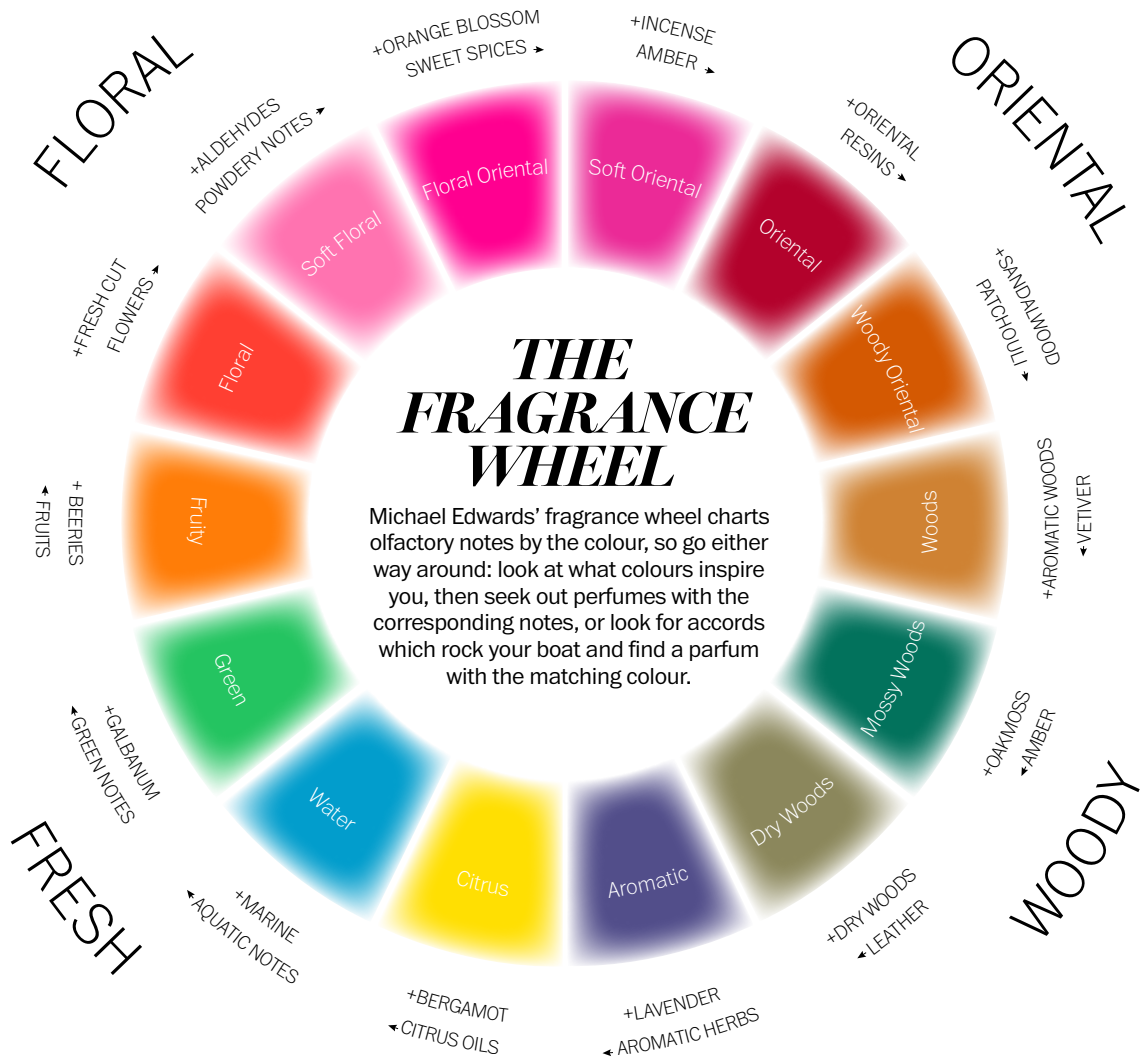 FLORAL
ORIENTAL
WOODY
FRESH
+ORANGE BLOSSOM
SWEET SPICES
+INCENSE
AMBER
+ORIENTAL
RESINS
+SANDALWOOD
PATCHOULI
+AROMATIC WOODS
VETIVER
+OAKMOSS
AMBER
+DRY WOODS
LEATHER
+LAVENDER
AROMATIC HERBS
+BERGAMOT
CITRUS OILS
+MARINE
AQUATIC NOTES
+GALBANUM
GREEN NOTES
+ BEERIES
FRUITS
+FRESH CUT
FLOWERS
+ALDEHYDES
POWDERY NOTES
Floral Oriental
Soft Oriental
Oriental
Woody Oriental
Woods
Mossy Woods
Dry Woods
Aromatic
Citrus
Water
Green
Fruity
Floral
Soft Floral
THE
FRAGRANCE
WHEEL
Michael Edwards’ fragrance wheel charts
olfactory notes by the colour, so go either
way around: look at what colours inspire
you, then seek out perfumes with the
corresponding notes, or look for accords
which rock your boat and find a parfum
with the matching colour.